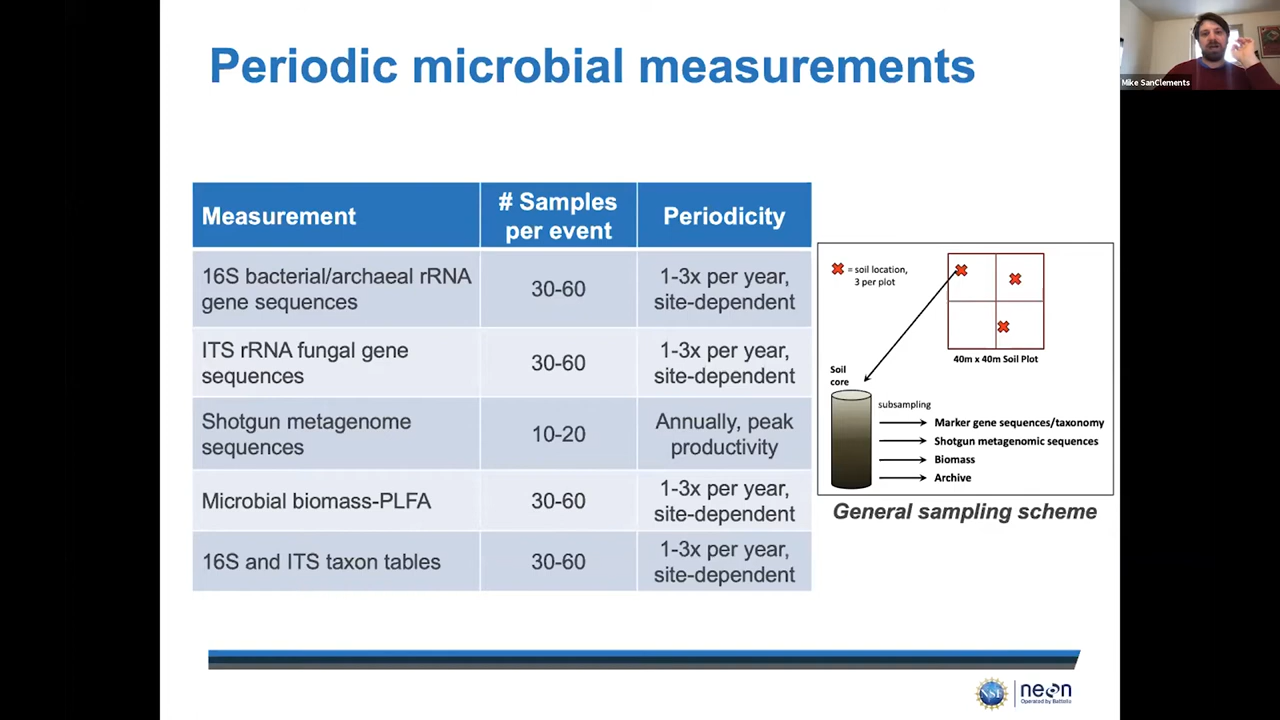 Periodic microbial measurements
Mike SanClements
Measurement
# Samples
per event
Periodicity
16S bacterial/archaeal rRNA
gene sequences
30-60
1-3x per year,
site-dependent
ITS rRNA fungal gene
sequences
30-60
1-3x per year,
site-dependent
Shotgun metagenome
sequences
10-20
Annually, peak
productivity
Microbial biomass-PLFA
30-60
1-3x per year,
site-dependent
16S and ITS taxon tables
30-60
1-3x per year,
site-dependent
= soil location,
3 per plot
40m x 40m Soil Plot
Soil
core
subsampling
Marker gene sequences/taxonomy
Shotgun metagenomic sequences
Biomass
Archive
General sampling scheme
NSF
neon
Operated by Battelle